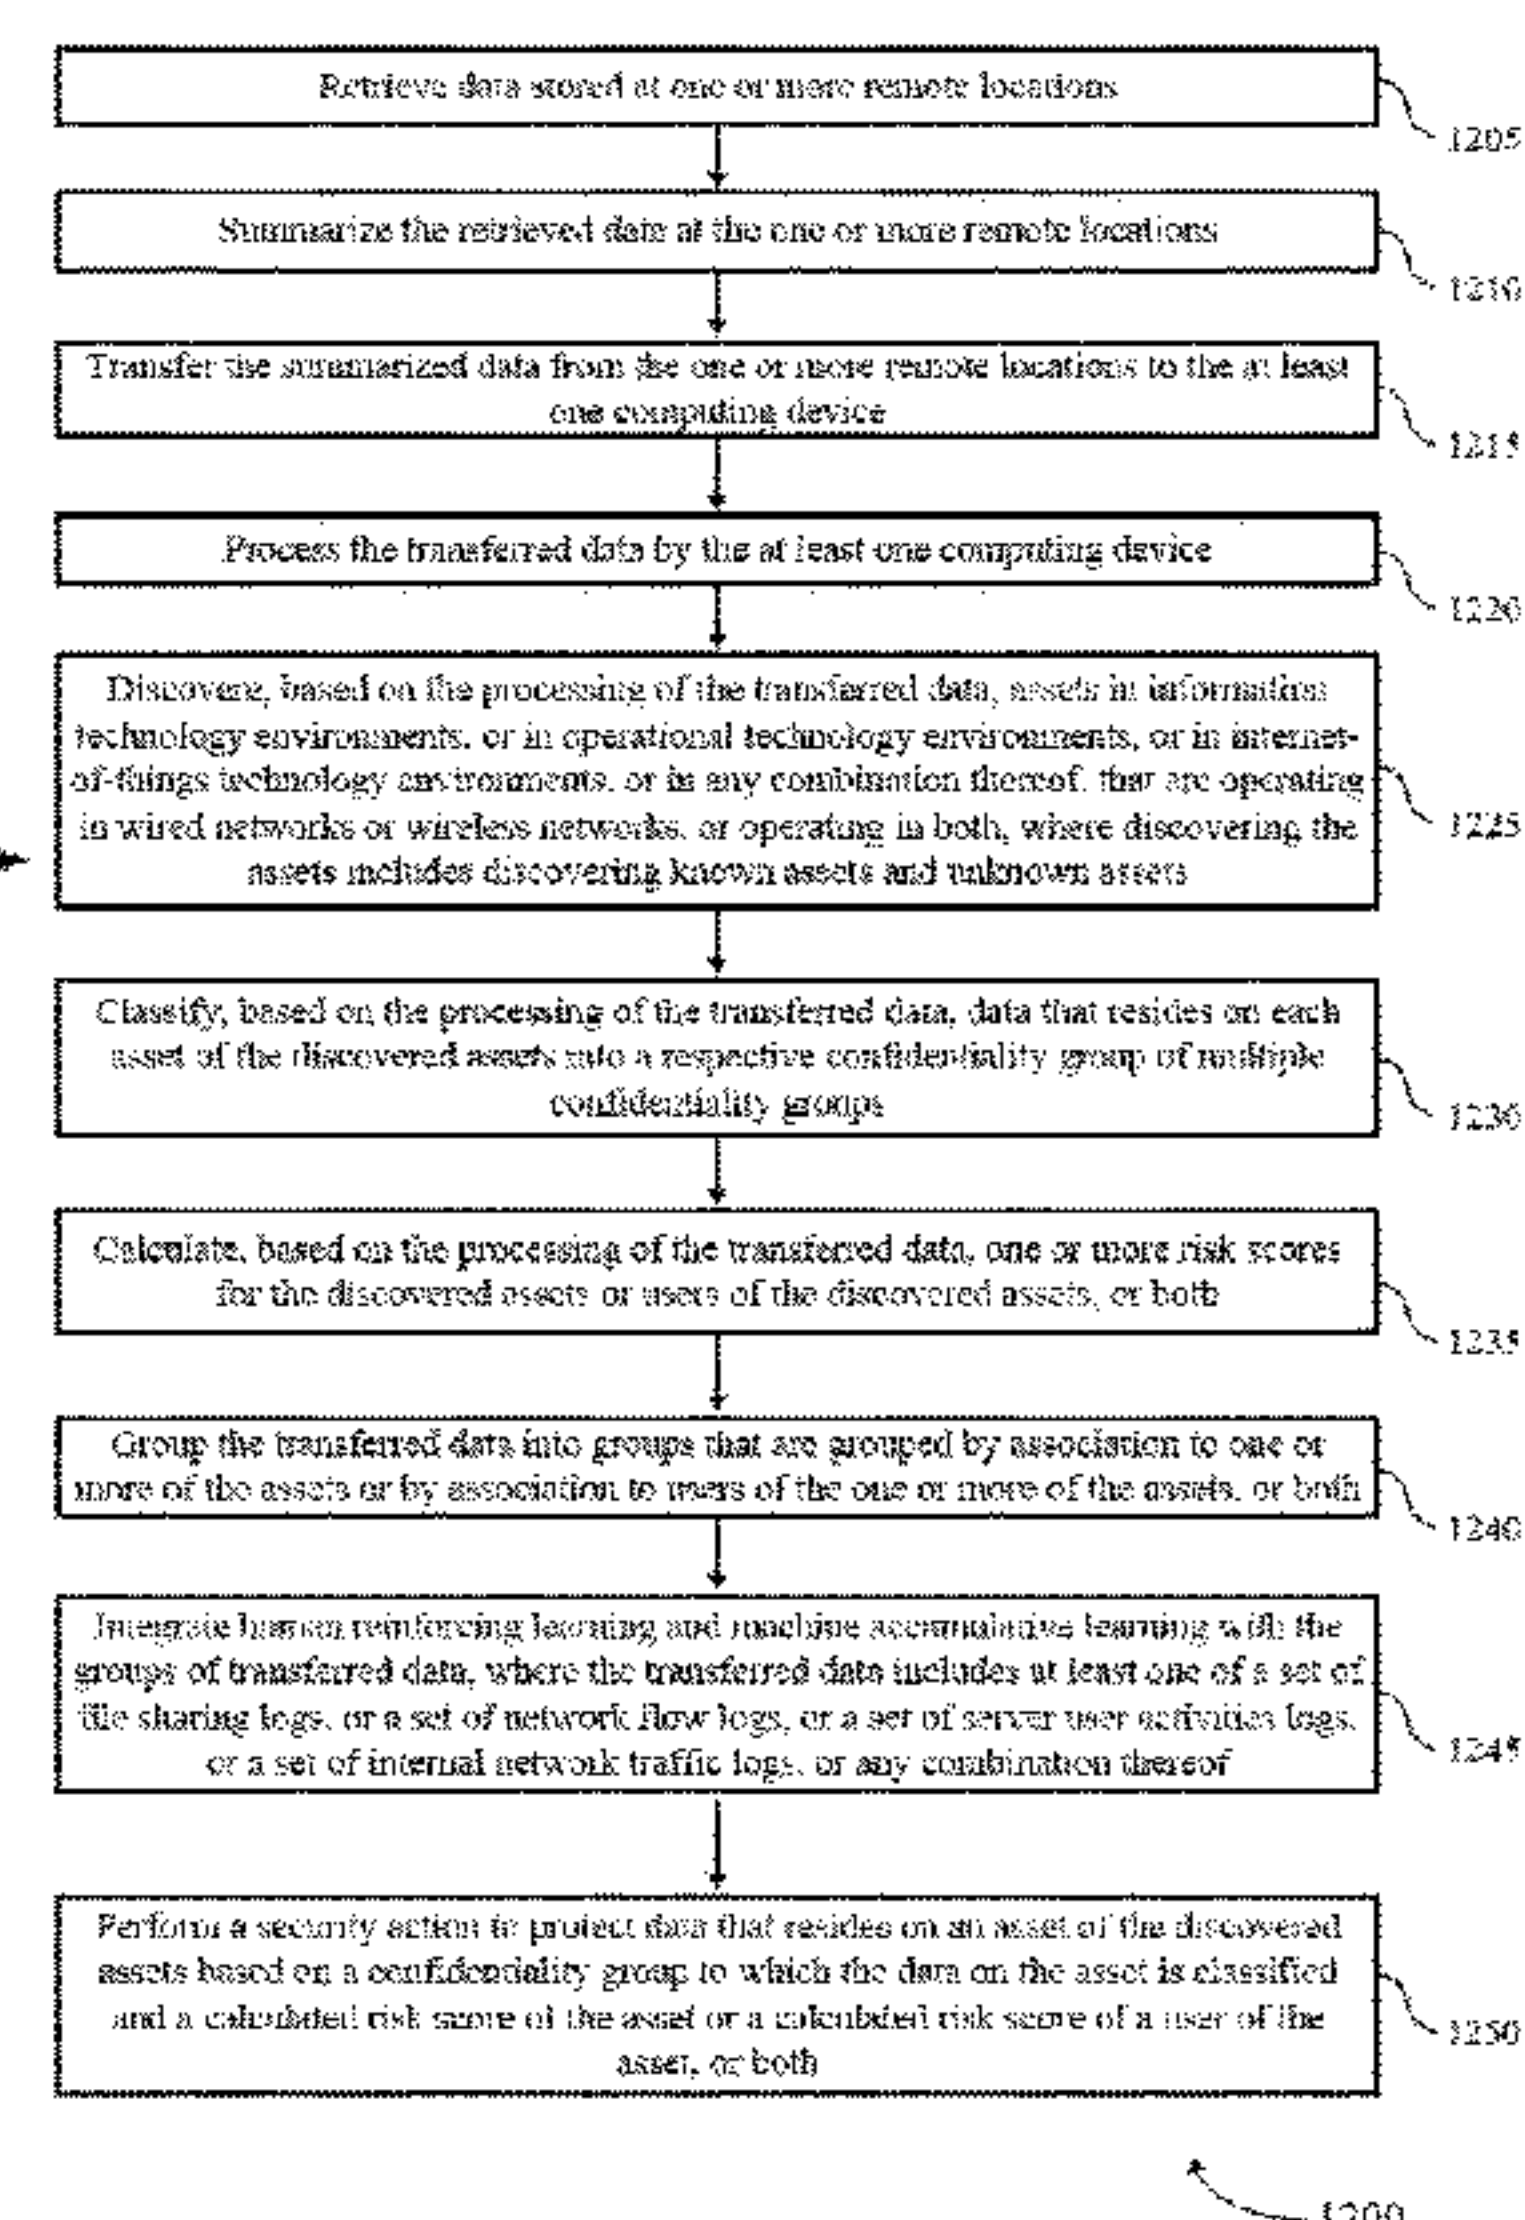 Retrieve data stored at one or more remote locations
1205
Summarize the retrieved data at the one or more remote locations
1210
Transfer the summarized data from the one or more remote locations to the at least
one computing device
1215
Process the transferred data by the at least one computing device
1220
Discovere, based on the processing of the transferred data, assets in information
technology environments, or in operational technology environments, or in internet-
of-things technology environments, or in any combination thereof, that are operating
in wired networks or wireless networks, or operating in both, where discovering the
assets includes discovering known assets and unknown assets
1225
Classify, based on the processing of the transferred data, data that resides on each
asset of the discovered assets into a respective confidentiality group of multiple
confidentiality groups
1230
Calculate, based on the processing of the transferred data, one or more risk scores
for the discovered assets or users of the discovered assets, or both
1235
Group the transferred data into groups that are grouped by association to one or
more of the assets or by association to users of the one or more of the assets, or both
1240
Integrate human reinforcing learning and machine accumulative learning with the
groups of transferred data, where the transferred data includes at least one of a set of
file sharing logs, or a set of network flow logs, or a set of server user activities logs,
or a set of internal network traffic logs, or any combination thereof
1245
Perform a security action to protect data that resides on an asset of the discovered
assets based on a confidentiality group to which the data on the asset is classified
and a calculated risk score of the asset or a calculated risk score of a user of the
asset, or both
1250
1200